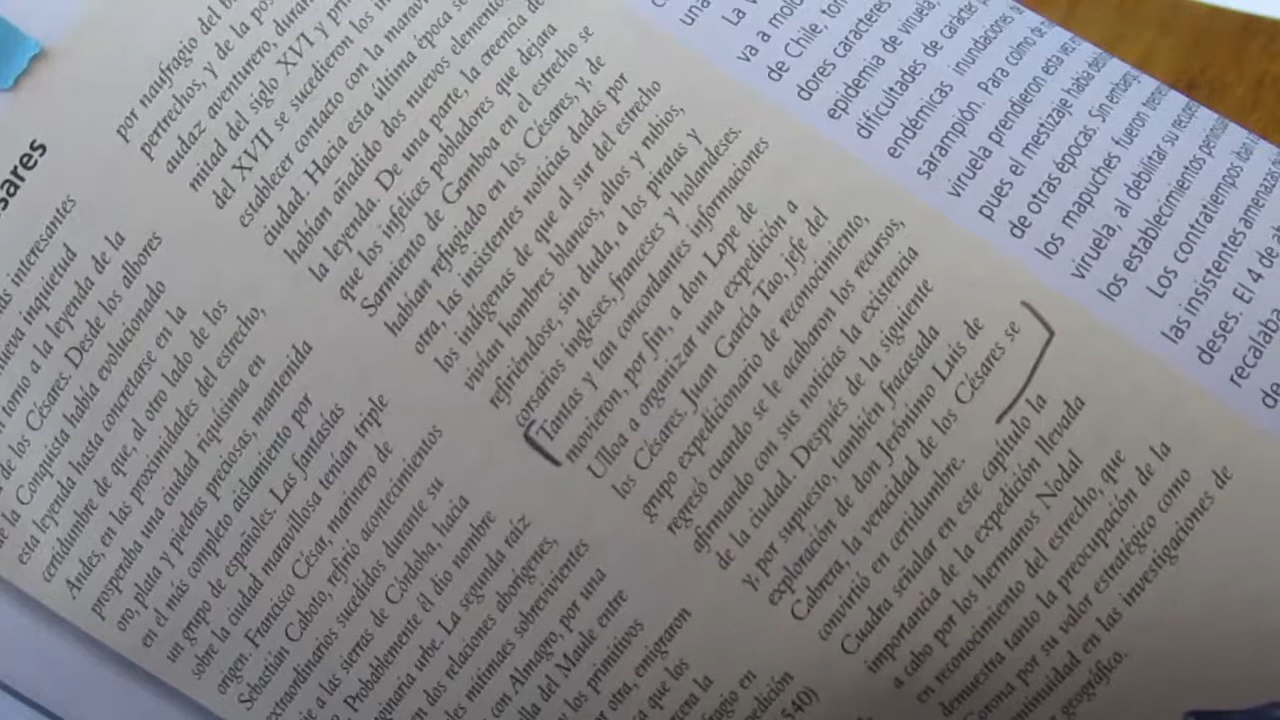 sares
más interesantes
nueva inquietud
torno a la leyenda de la
de los Césares. Desde los albores
la Conquista había evolucionado
esta leyenda hasta concretarse en la
certidumbre de que, al otro lado de los
Andes, en las proximidades del estrecho,
prosperaba una ciudad riquísima en
oro, plata y piedras preciosas, mantenida
en el más completo aislamiento por
un grupo de españoles. Las fantasías
sobre la ciudad maravillosa tenían triple
origen. Francisco César, marinero de
Sebastián Caboto, refirió acontecimientos
extraordinarios sucedidos durante su
a las sierras de Córdoba, hacia
Probablemente el dio nombre
urbe. La segunda raíz
en dos relaciones aborígenes,
mitimaes sobrevivientes
con Almagro, por una
del Maule entre
y los primitivos
otra, emigraron
que los
la
en
expedición
540)
por naufragio del
pertrechos, y de la
audaz aventurero,
mitad del siglo XVI y
del XVII se sucedieron los
establecer contacto con la
ciudad. Hacia esta última época
habían añadido dos nuevos
la leyenda. De una parte, la creencia de
que los infelices pobladores que dejara
Sarmiento de Gamboa en el estrecho se
habían refugiado en los Césares, y, de
otra, las insistentes noticias dadas por
los indígenas de que al sur del estrecho
vivían hombres blancos, altos y rubios,
refiriéndose, sin duda, a los piratas y
corsarios ingleses, franceses y holandeses.
Tantas y tan concordantes informaciones
movieron, por fin, a don Lope de
Ulloa a organizar una expedición a
los Césares, Juan García Tao, jefe del
grupo expedicionario de reconocimiento,
regresó cuando se le acabaron los recursos,
afirmando con sus noticias la existencia
de la ciudad. Después de la siguiente
y, por supuesto, también fracasada
exploración de don Jerónimo Luis de
Cabrera, la veracidad de los Césares se
convirtió en certidumbre.
Cuadra señalar en este capítulo la
importancia de la expedición llevada
a cabo por los hermanos Nodal
en reconocimiento del estrecho, que
demuestra tanto la preocupación de la
Corona por su valor estratégico como
continuidad en las investigaciones de
geográfico.
una
La
va a
de Chile,
dores caracteres
epidemia de viruela,
dificultades de carácter
endémicas inundaciones
sarampión. Para colmo de
viruela prendieron esta vez
pues el mestizaje había
de otras épocas. Sin embargo
los mapuches fueron
viruela, al debilitar su
los establecimientos
Los contratiempos iban
las insistentes
deses. El 4 de
recalaba
de